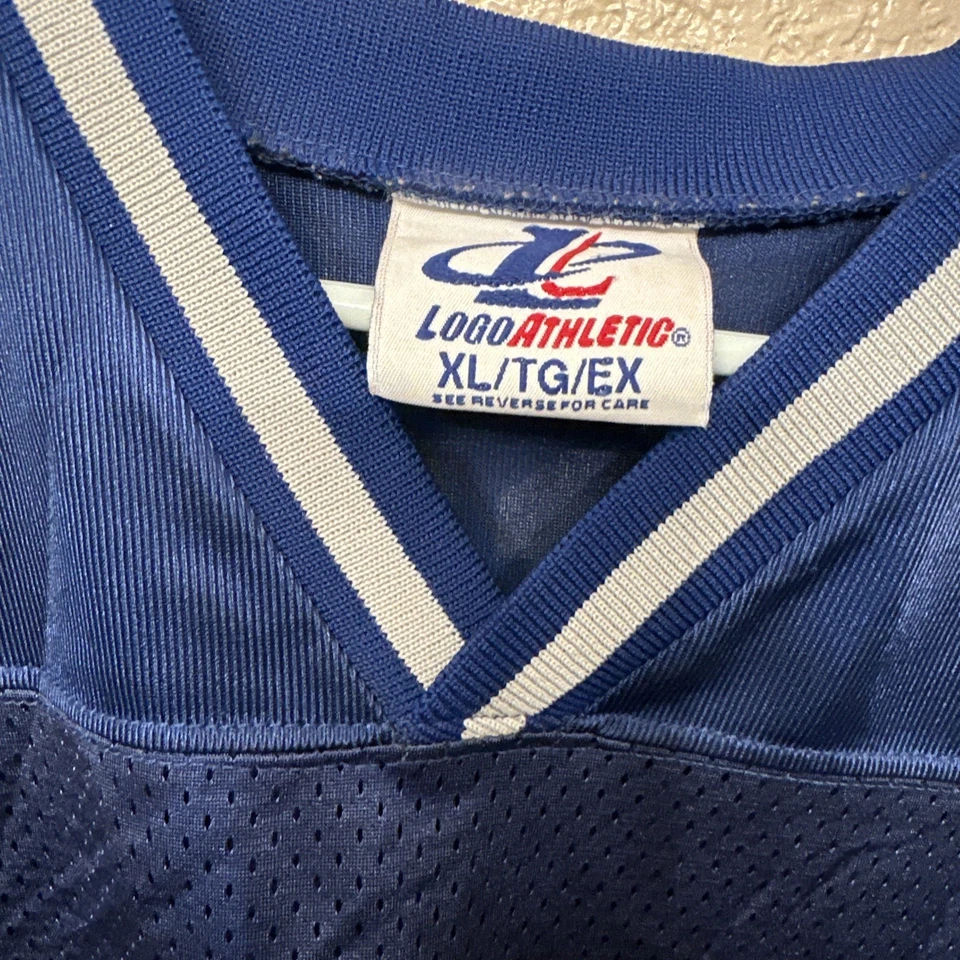 L
LOGOATHLETIC®
XL/TG/EX
SEE REVERSE FOR CARE